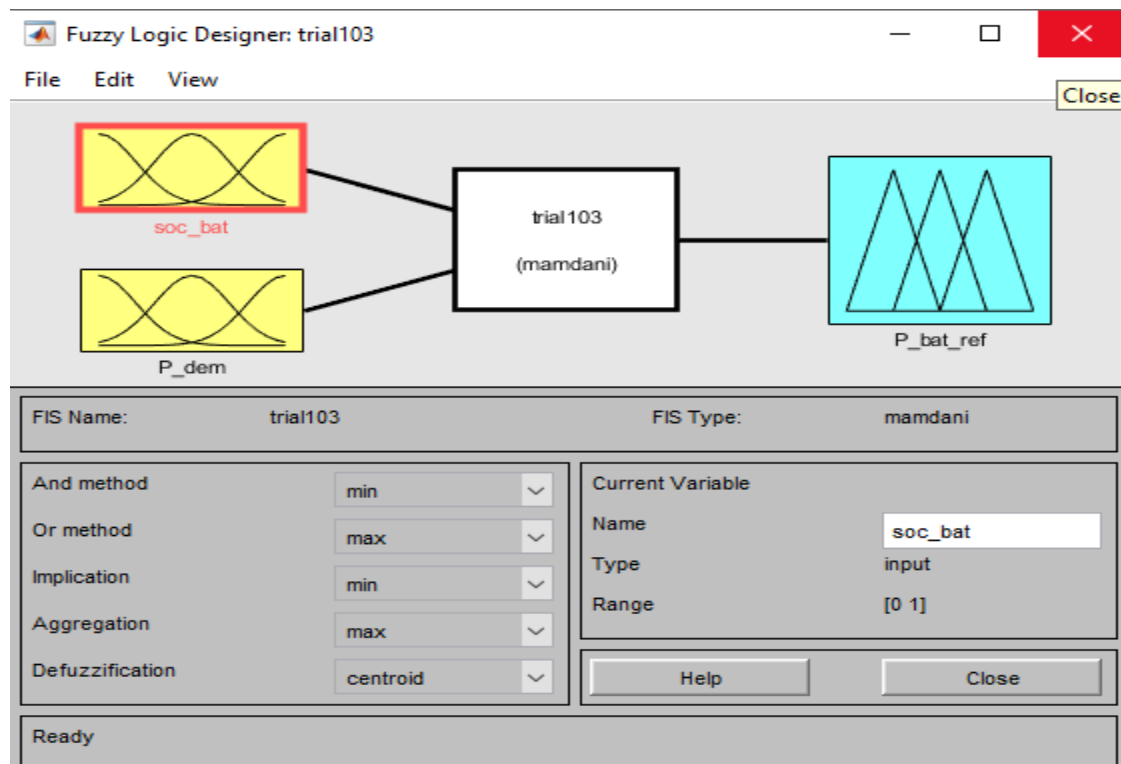 Fuzzy Logic Designer: trial103
File Edit View
Close
soc_bat
P_dem
trial103
(mamdani)
P_bat_ref
FIS Name: trial103 FIS Type: mamdani
And method min
Or method max
Implication min
Aggregation max
Defuzzification centroid
Current Variable
Name soc_bat
Type input
Range [0 1]
Help Close
Ready